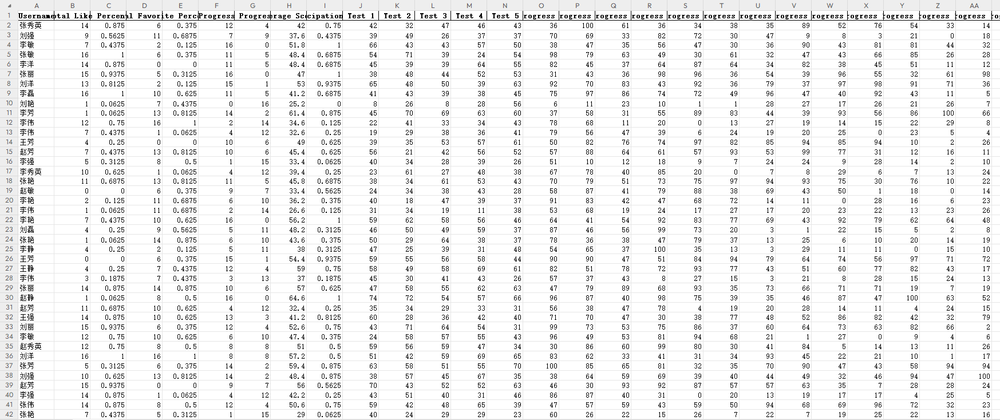 A B C D E F G H I J K L M N O P Q R S T U V W X Y Z AA
1 Username otal Like Percen al Favori te Perc Progress Progres erage Sc cipation Test 1 Test 2 Test 3 Test 4 Test 5 rogress rogress rogress rogress rogress rogress rogress rogress rogress rogress rogress rogress rogress
2 张秀英 14 0.875 6 0.375 12 4 42 0.75 42 32 47 46 43 36 100 61 36 34 38 35 89 52 76 54 33 14
3 刘强 9 0.5625 11 0.6875 7 9 37.6 0.4375 39 49 26 37 37 70 69 33 82 72 30 47 9 8 3 21 0 18
4 李敏 7 0.4375 2 0.125 16 0 51.8 1 66 43 43 57 50 38 47 35 56 47 30 36 90 43 81 81 44 32
5 张敏 16 1 6 0.375 11 5 48.4 0.6875 54 71 39 24 54 98 79 63 49 30 61 32 47 43 66 85 26 28
6 李洋 14 0.875 0 0 11 5 48.4 0.6875 45 39 39 64 55 82 45 37 64 87 64 34 82 38 45 51 11 12
7 张丽 15 0.9375 5 0.3125 16 0 47 1 38 48 44 52 53 31 43 36 98 96 36 54 39 96 55 32 61 98
8 刘洋 13 0.8125 2 0.125 15 1 53 0.9375 65 48 50 39 63 92 70 83 43 92 36 79 37 97 98 91 71 36
9 李磊 16 1 10 0.625 11 5 41.2 0.6875 41 43 39 38 45 75 97 86 74 72 49 96 47 40 92 43 11 5
10 刘艳 1 0.0625 7 0.4375 0 16 25.2 0 8 26 8 28 56 6 11 23 10 1 1 28 27 17 26 21 26 7
11 李芳 1 0.0625 13 0.8125 14 2 61.4 0.875 45 70 69 63 60 37 58 31 55 89 83 44 39 93 56 86 100 66
12 李伟 12 0.75 16 1 2 14 34.6 0.125 22 41 33 34 43 78 68 11 20 0 13 27 19 14 15 22 29 8
13 李伟 7 0.4375 1 0.0625 4 12 32.6 0.25 19 29 38 36 41 79 56 47 39 6 24 19 20 25 0 23 5 4
14 王芳 4 0.25 0 0 10 6 49 0.625 39 35 53 57 61 50 82 76 74 97 82 85 94 85 94 10 2 26
15 赵芳 7 0.4375 13 0.8125 10 6 45.4 0.625 56 21 42 56 52 57 88 64 61 57 93 53 99 77 31 12 16 11
16 李强 5 0.3125 8 0.5 1 15 33.4 0.0625 40 34 28 39 26 51 10 12 18 9 7 24 24 9 28 14 2 10
17 李秀英 10 0.625 1 0.0625 4 12 39.4 0.25 23 61 27 48 38 67 78 40 85 20 0 7 8 29 6 7 13 24
18 张艳 11 0.6875 13 0.8125 11 5 45.8 0.6875 38 34 61 53 43 70 79 51 73 75 97 94 93 75 30 76 10 22
19 赵敏 0 0 6 0.375 9 7 33.4 0.5625 24 34 38 43 28 58 87 41 79 88 38 69 43 50 1 18 0 14
20 李艳 2 0.125 11 0.6875 6 10 36.2 0.375 40 18 47 39 37 91 83 42 47 68 72 14 11 0 28 16 6 23
21 李伟 1 0.0625 11 0.6875 2 14 26.6 0.125 31 34 19 11 38 53 68 19 24 17 27 17 20 23 22 13 23 26
22 李艳 7 0.4375 10 0.625 16 0 56.2 1 59 62 58 56 46 64 41 54 92 83 77 69 43 92 79 62 64 48
23 刘磊 4 0.25 9 0.5625 5 11 48.2 0.3125 46 50 49 59 37 87 46 56 99 73 20 3 1 22 15 5 2 8
24 张艳 1 0.0625 14 0.875 6 10 43.6 0.375 50 29 64 38 37 78 36 38 47 79 37 13 25 6 10 20 14 19
25 李静 4 0.25 2 0.125 5 11 38 0.3125 47 25 39 31 48 54 65 37 100 35 13 3 29 11 11 0 15 10
26 王芳 0 0 6 0.375 15 1 54.4 0.9375 59 55 56 58 44 90 90 47 51 84 94 79 64 74 56 97 71 72
27 王静 4 0.25 7 0.4375 12 4 59 0.75 58 49 58 69 61 82 51 78 72 93 77 43 51 60 77 82 43 17
28 李伟 3 0.1875 7 0.4375 3 13 37 0.1875 45 30 41 43 26 57 37 43 8 27 15 3 21 8 28 15 24 13
29 张丽 14 0.875 14 0.875 10 6 57 0.625 47 58 55 62 63 47 79 89 68 93 35 73 66 71 71 19 7 19
30 赵静 1 0.0625 8 0.5 16 0 64.6 1 74 72 54 57 66 96 87 40 98 75 39 35 46 87 47 100 63 52
31 赵芳 11 0.6875 10 0.625 4 12 32.4 0.25 35 34 29 33 31 56 38 47 78 4 19 20 28 14 11 4 24 15
32 王强 14 0.875 10 0.625 13 3 41.2 0.8125 60 28 36 42 40 71 70 47 30 38 77 48 52 86 82 42 32 79
33 刘丽 15 0.9375 6 0.375 12 4 52.6 0.75 43 71 64 54 31 99 73 53 75 86 37 60 64 73 63 82 66 2
34 李敏 12 0.75 10 0.625 6 10 47.4 0.375 24 58 57 55 43 96 49 53 81 94 68 21 1 27 0 9 4 6
35 赵秀英 12 0.75 8 0.5 8 8 51 0.5 59 56 59 47 34 30 86 60 99 80 30 41 84 5 14 13 11 26
36 刘洋 16 1 16 1 8 8 57.2 0.5 51 42 59 69 65 83 62 33 41 31 34 93 45 22 21 10 1 17
37 张芳 5 0.3125 6 0.375 14 2 59.4 0.875 63 58 51 55 70 100 85 65 81 32 35 70 90 47 43 58 94 94
38 刘强 10 0.625 13 0.8125 14 2 48.4 0.875 38 57 45 67 35 38 64 59 69 39 40 44 49 32 46 94 47 100
39 赵芳 15 0.9375 0 0 9 7 56 0.5625 70 43 52 52 63 46 30 93 92 87 57 57 63 35 7 28 28 24
40 李强 14 0.875 1 0.0625 4 12 42.2 0.25 43 51 40 31 46 86 87 40 31 0 20 13 19 17 17 4 25 5
41 张伟 14 0.875 8 0.5 12 4 50.6 0.75 59 42 48 65 39 47 57 59 43 59 50 94 68 69 96 72 32 23
42 张艳 7 0.4375 5 0.3125 1 15 29 0.0625 40 24 29 29 23 60 26 22 15 26 7 22 7 19 25 22 13 16